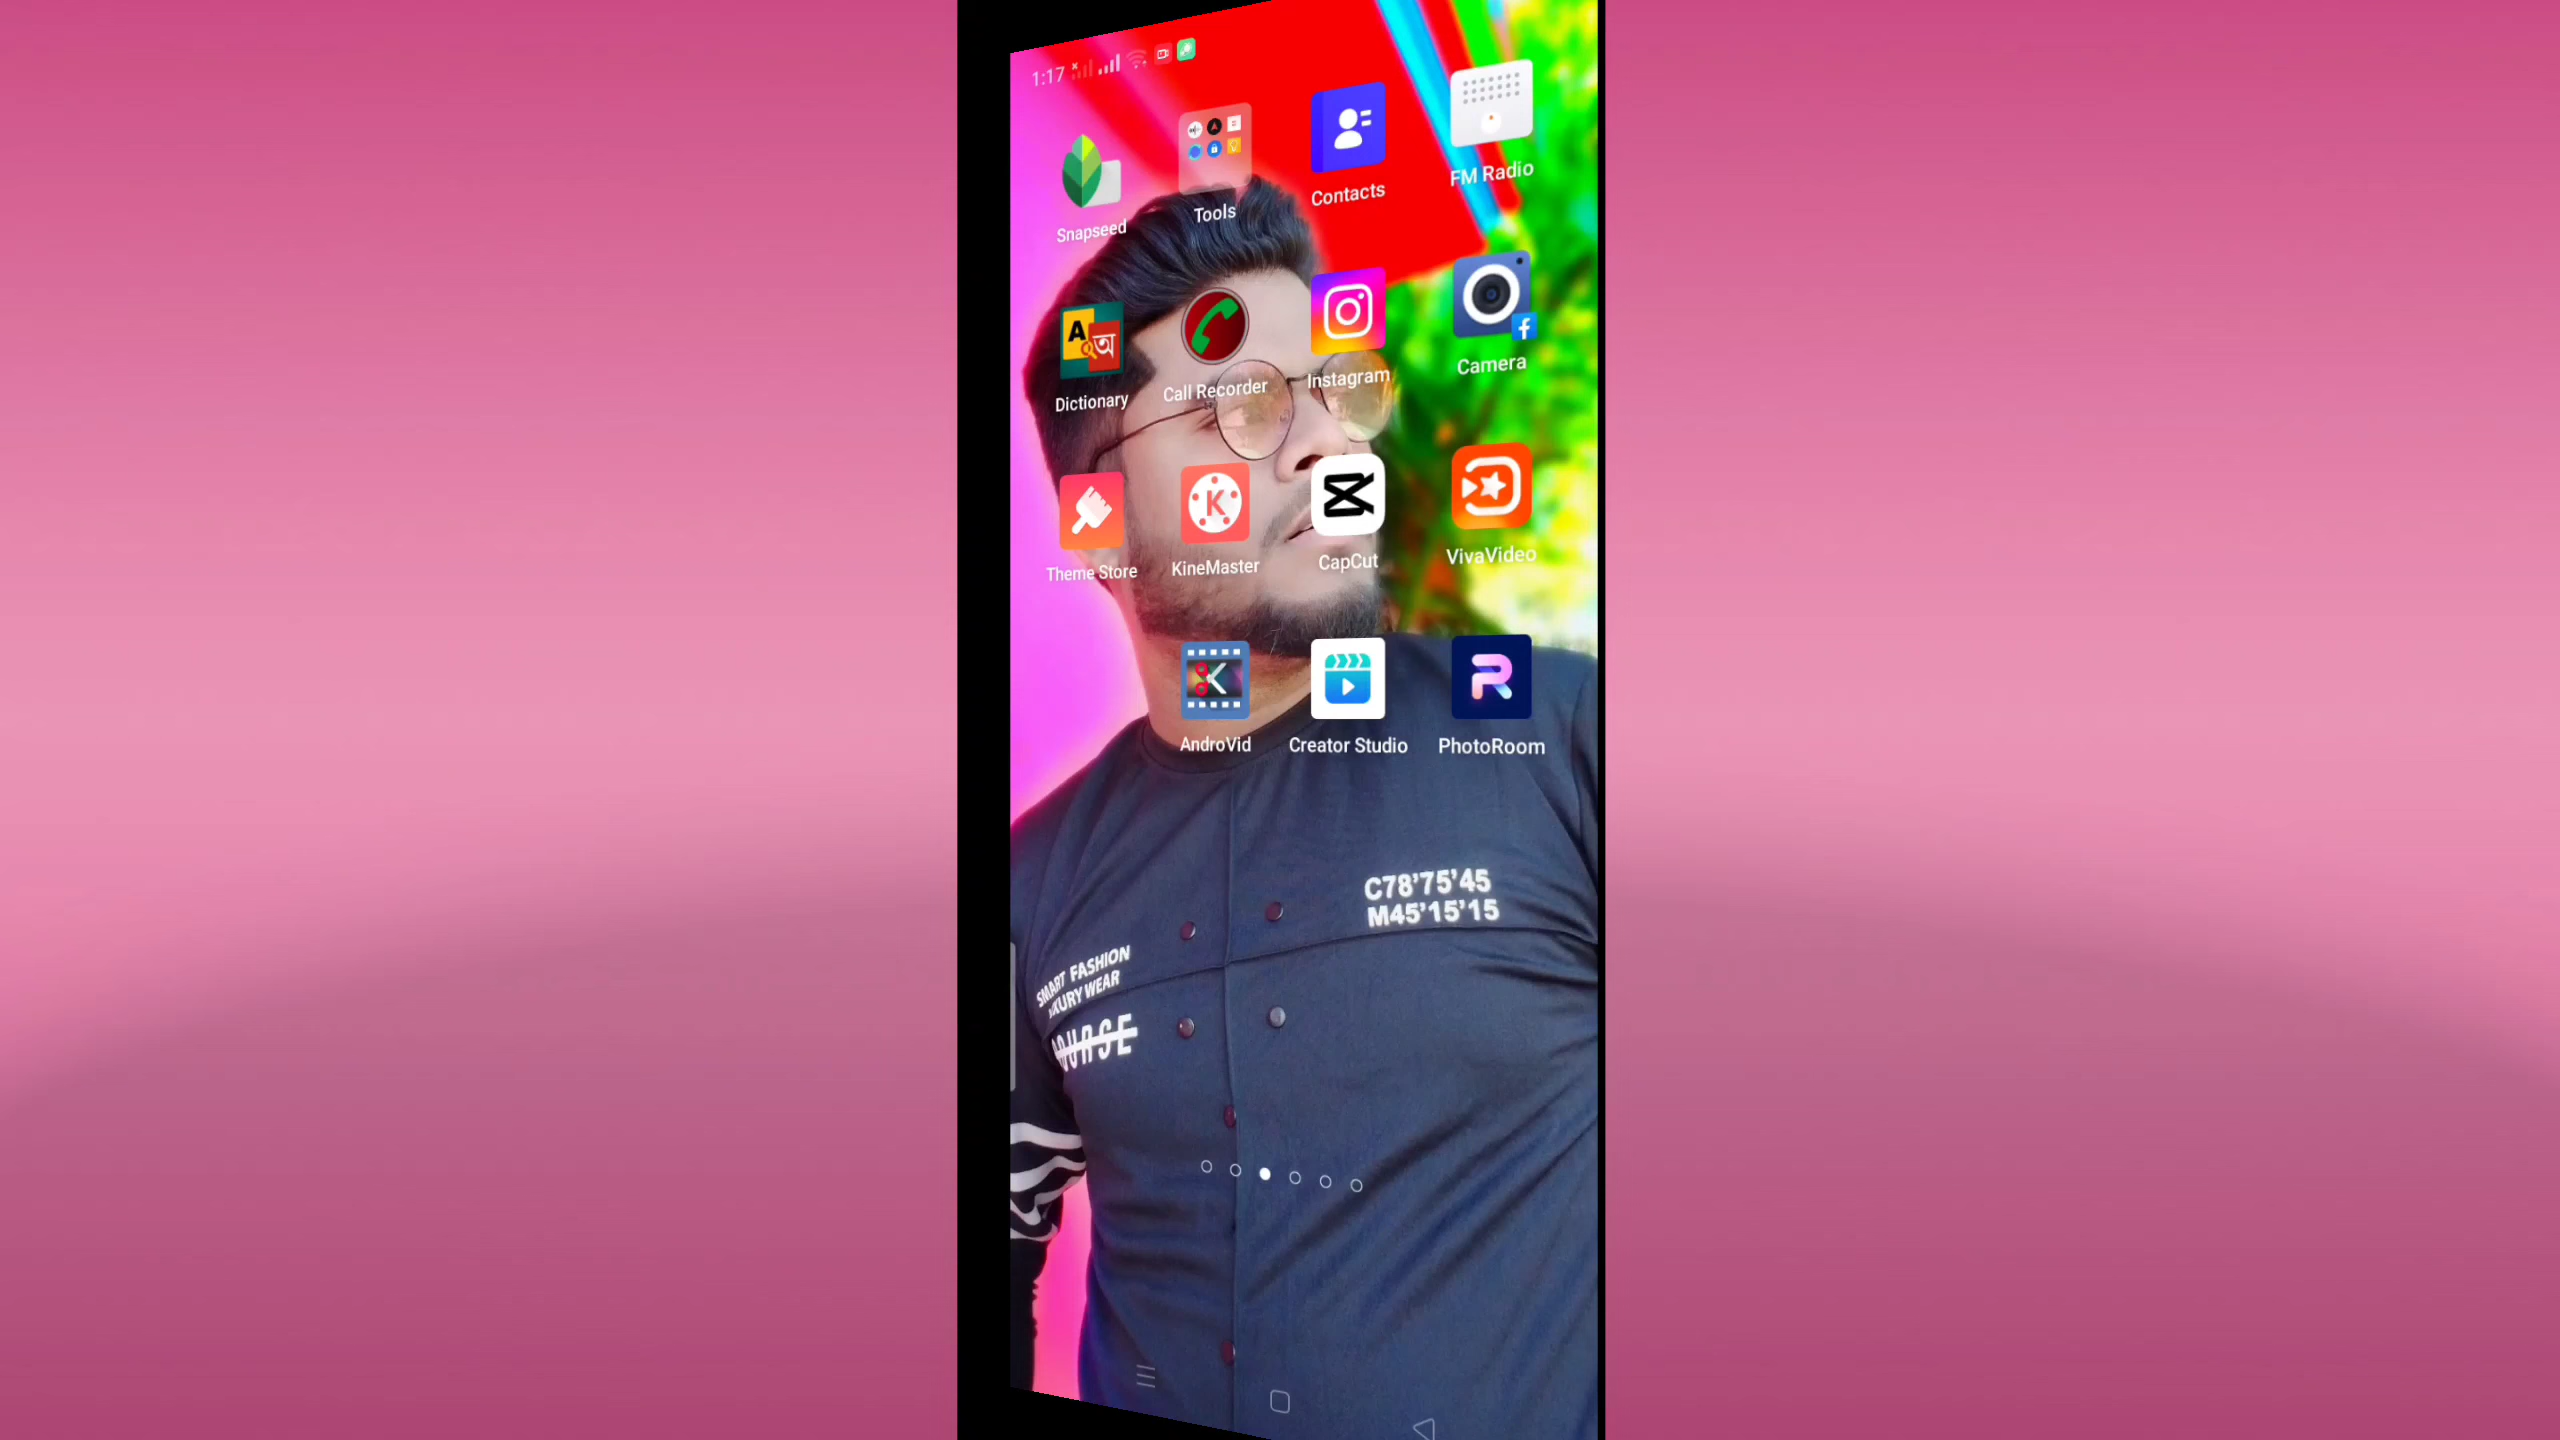 1:17
Snapseed
Tools
Contacts
FM Radio
A
অ
Dictionary
Call Recorder
Instagram
f
Camera
K
Theme Store
KineMaster
CapCut
VivaVideo
AndroVid
Creator Studio
R
PhotoRoom
C78’75’45
M45’15’15
SMART FASHION
WEAR